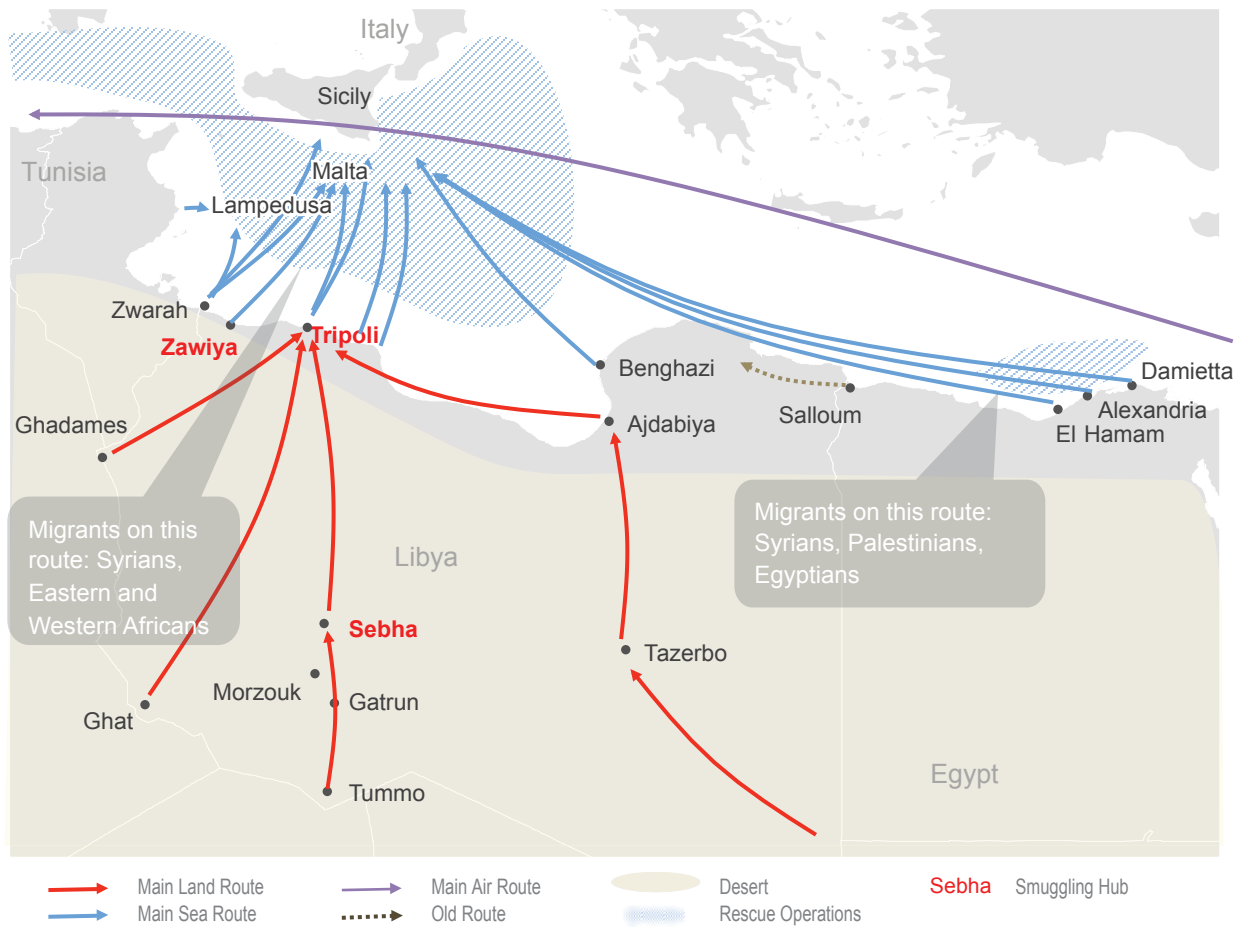 Italy
Sicily
Tunisia
Malta
Lampedusa
Zwarah
Zawiya
Tripoli
Benghazi
Damietta
Salloum
Alexandria
Ajdabiya
El Hamam
Ghadames
Migrants on this
route: Syrians,
Eastern and
Western Africans
Migrants on this route:
Syrians, Palestinians,
Egyptians
Libya
Sebha
Tazerbo
Morzouk
Gatrun
Ghat
Egypt
Tummo
Main Land Route
Main Air Route
Desert
Sebha Smuggling Hub
Main Sea Route
Old Route
Rescue Operations